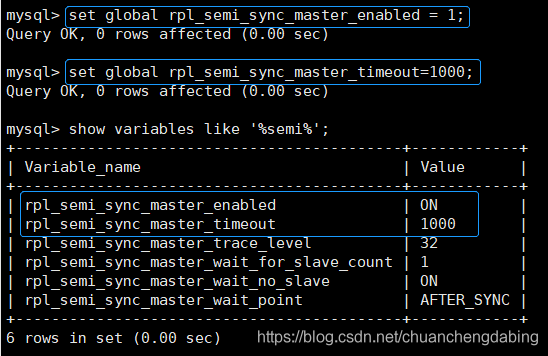 mysql> set global rpl_semi_sync_master_enabled = 1;
Query OK, 0 rows affected (0.00 sec)
mysql> set global rpl_semi_sync_master_timeout=1000;
Query OK, 0 rows affected (0.00 sec)
mysql> show variables like '%semi%';
+-------------------------------------------+------------+
| Variable_name                             | Value      |
+-------------------------------------------+------------+
| rpl_semi_sync_master_enabled              | ON         |
| rpl_semi_sync_master_timeout              | 1000       |
| rpl_semi_sync_master_trace_level          | 32         |
| rpl_semi_sync_master_wait_for_slave_count | 1          |
| rpl_semi_sync_master_wait_no_slave        | ON         |
| rpl_semi_sync_master_wait_point           | AFTER_SYNC |
+-------------------------------------------+------------+
6 rows in set (0.00 sec)
https://blog.csdn.net/chuanchengdabing